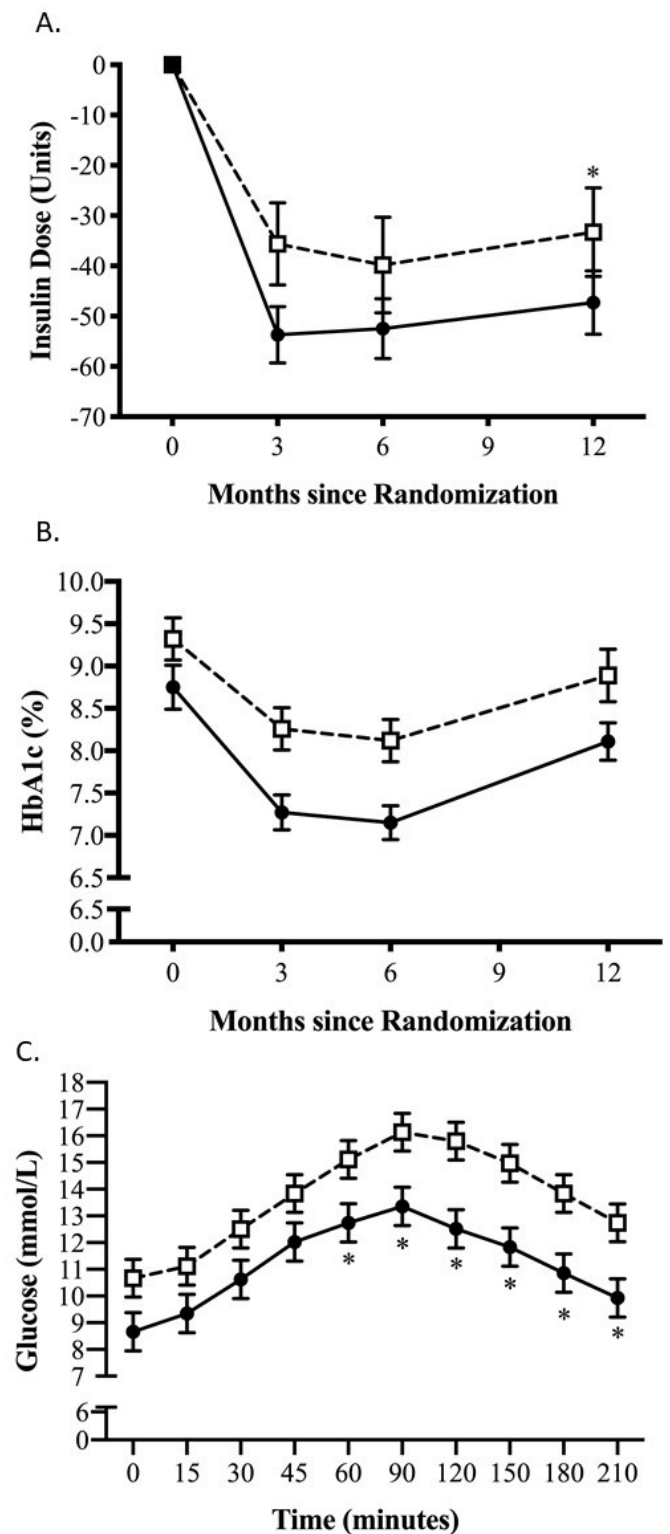 A.
Insulin Dose (Units)
0
-10
-20
-30
-40
-50
-60
-70
*
0 3 6 9 12
Months since Randomization
B.
HbA1c (%)
10.0
9.5
9.0
8.5
8.0
7.5
7.0
6.5
6.5
0.0
0 3 6 9 12
Months since Randomization
C.
Glucose (mmol/L)
18
17
16
15
14
13
12
11
10
9
8
7
6
0
* * * * * *
0 15 30 45 60 90 120 150 180 210
Time (minutes)